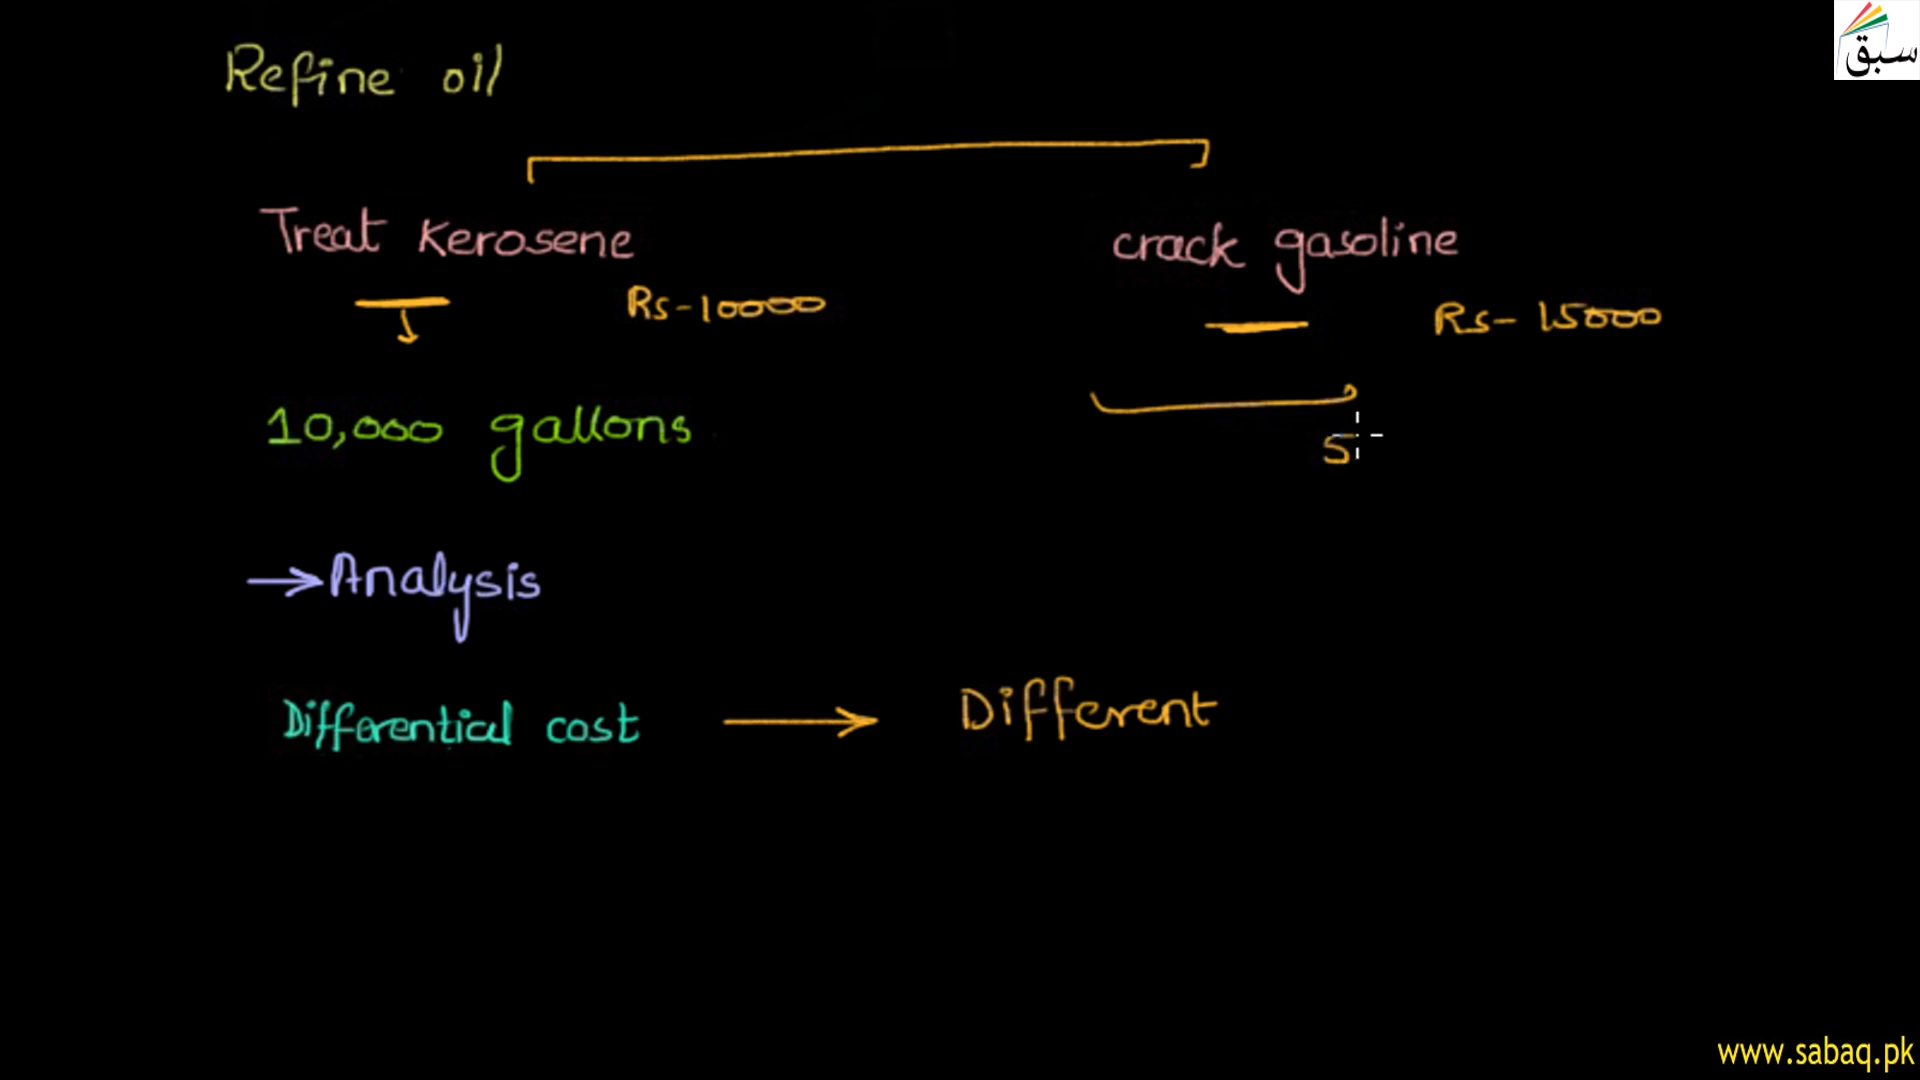 سبق
Refine oil
Treat Kerosene
crack gasoline
Rs-10000
Rs-15000
10,000 gallons
5
→Analysis
Differential cost → Different
www.sabaq.pk